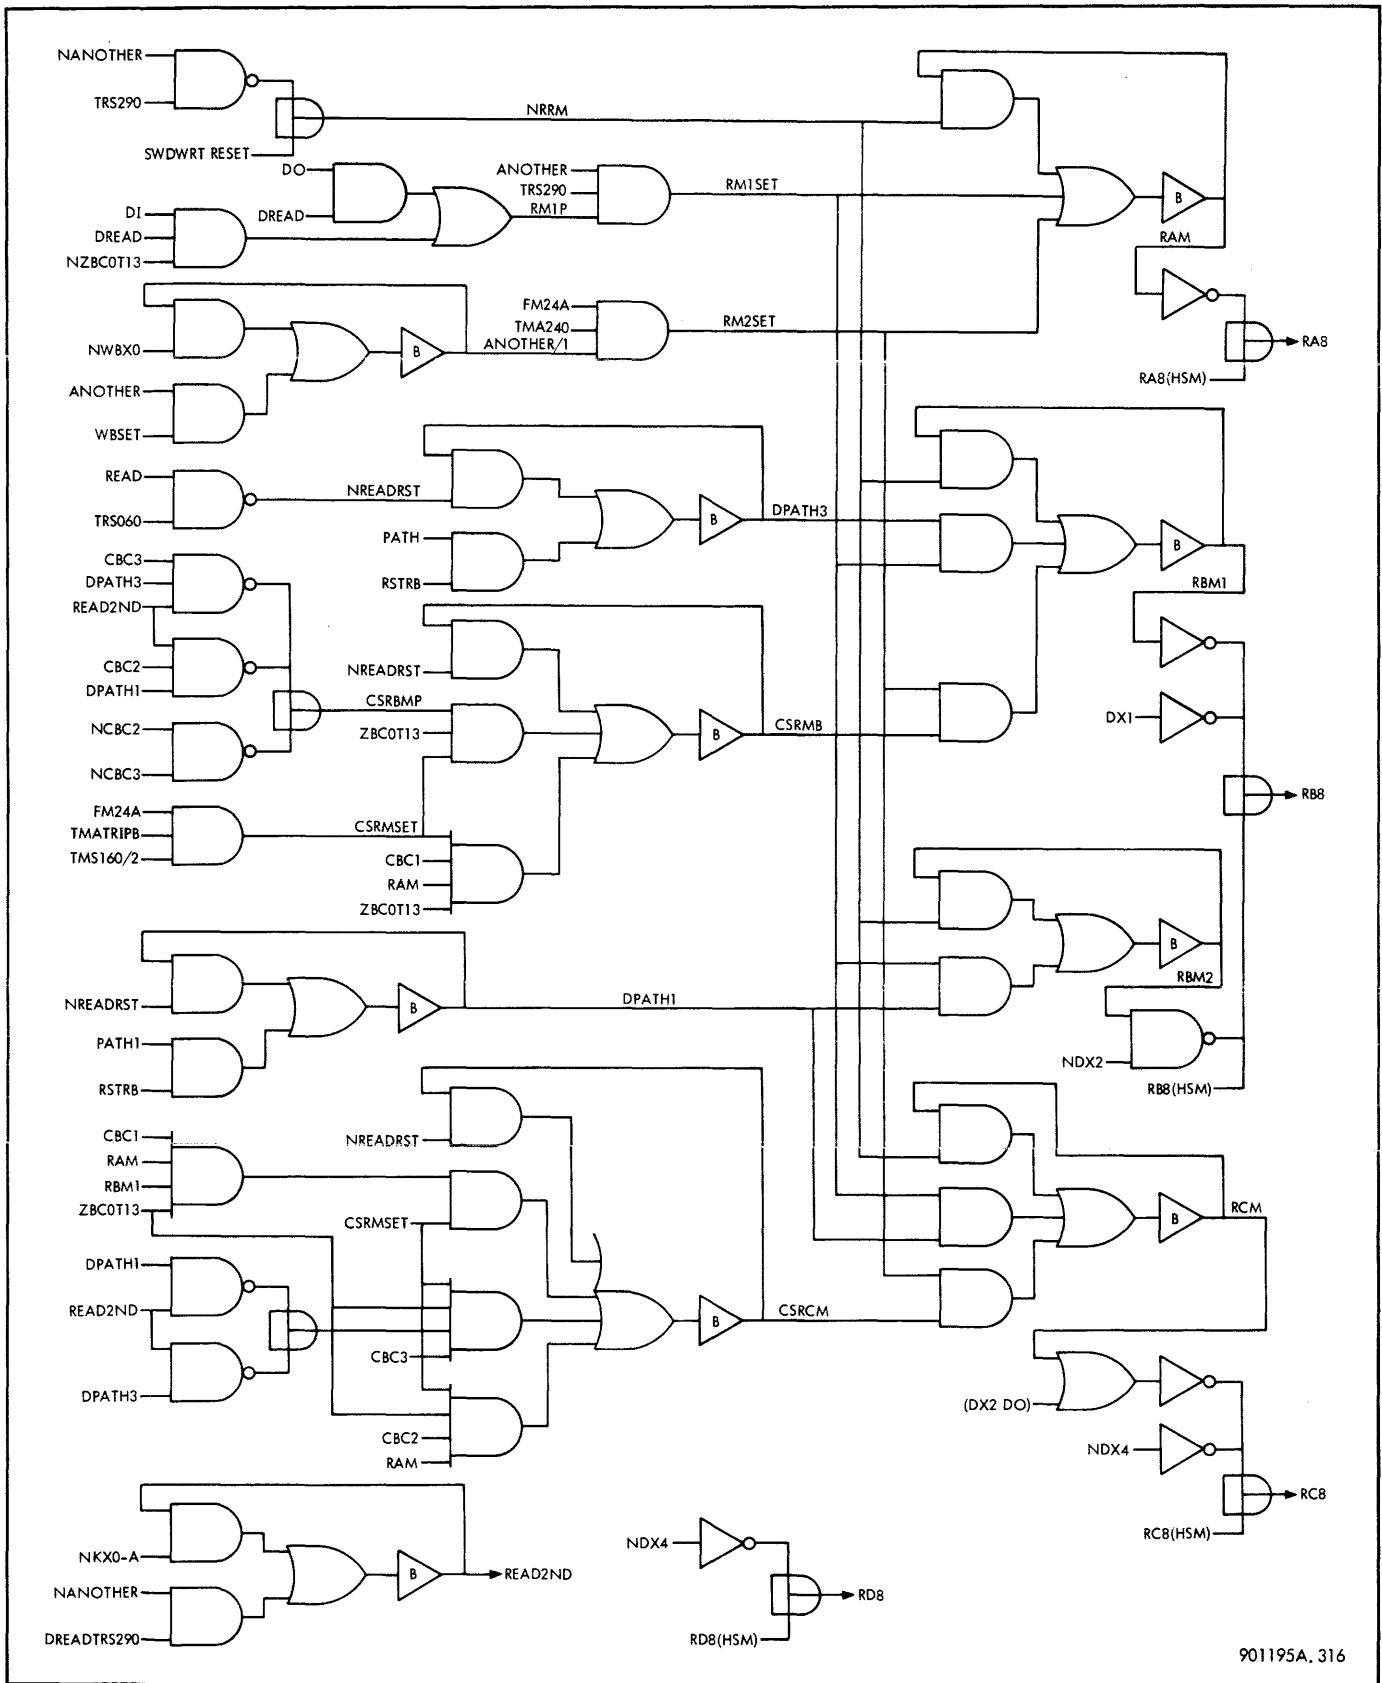 NANOTHER
TRS290
SWDWRT RESET
NRRM
DO
DREAD
DI
DREAD
NZBC0T13
RM1P
ANOTHER
TRS290
RM1SET
B
RAM
RA8(HSM)
RA8
NWBX0
ANOTHER
WBSET
B
ANOTHER/1
FM24A
TMA240
RM2SET
READ
TRS060
NREADRST
PATH
RSTRB
B
DPATH3
B
RBM1
CBC3
DPATH3
READ2ND
CBC2
DPATH1
NCBC2
NCBC3
CSRBMP
ZBC0T13
NREADRST
B
CSRMB
DX1
RB8
FM24A
TMATRIPB
TMS160/2
CSRMSET
CBC1
RAM
ZBC0T13
B
RBM2
NDX2
RB8(HSM)
NREADRST
PATH1
RSTRB
B
DPATH1
CBC1
RAM
RBM1
ZBC0T13
NREADRST
CSRMSET
DPATH1
READ2ND
DPATH3
CBC3
CBC2
RAM
B
CSRCM
B
RCM
(DX2 DO)
NDX4
RC8(HSM)
RC8
NKX0-A
NANOTHER
DREADTRS290
B
READ2ND
NDX4
RD8(HSM)
RD8
901195A. 316